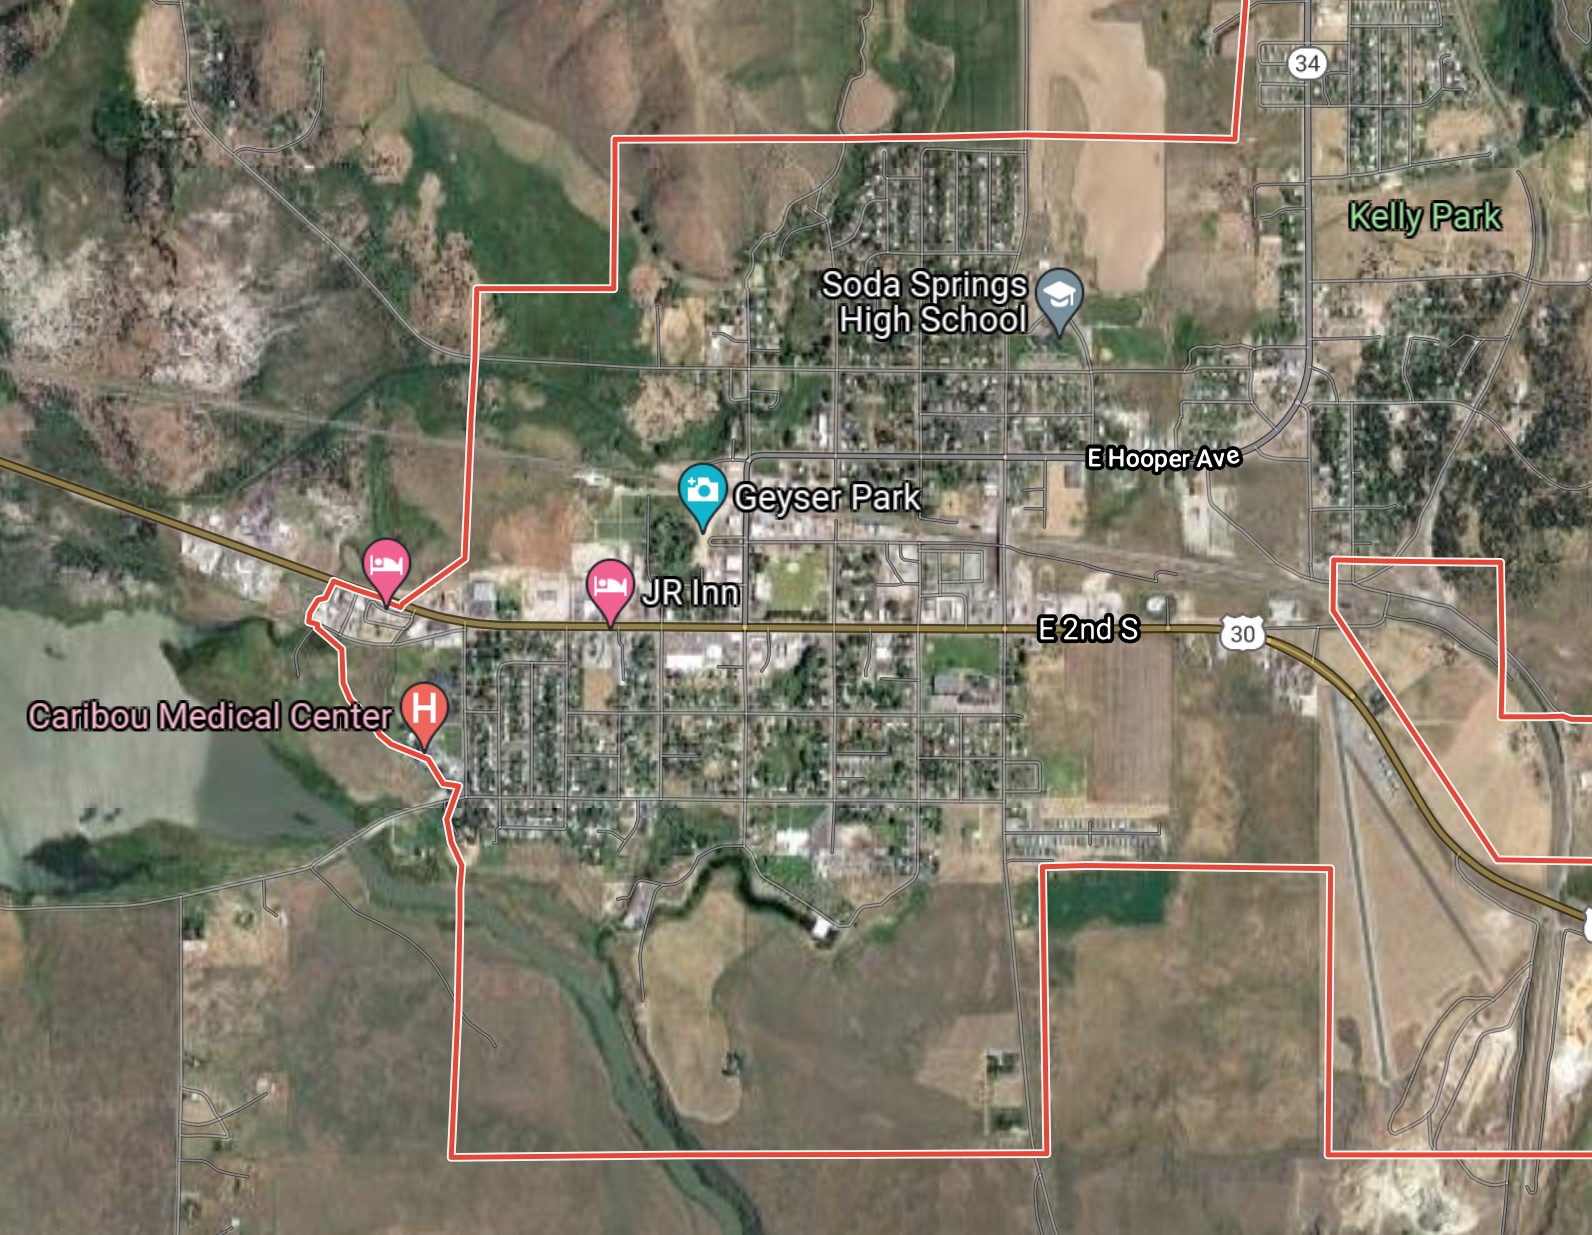 34
Kelly Park
Soda Springs
High School
E Hooper Ave
Geyser Park
JR Inn
E 2nd S
30
H
Caribou Medical Center